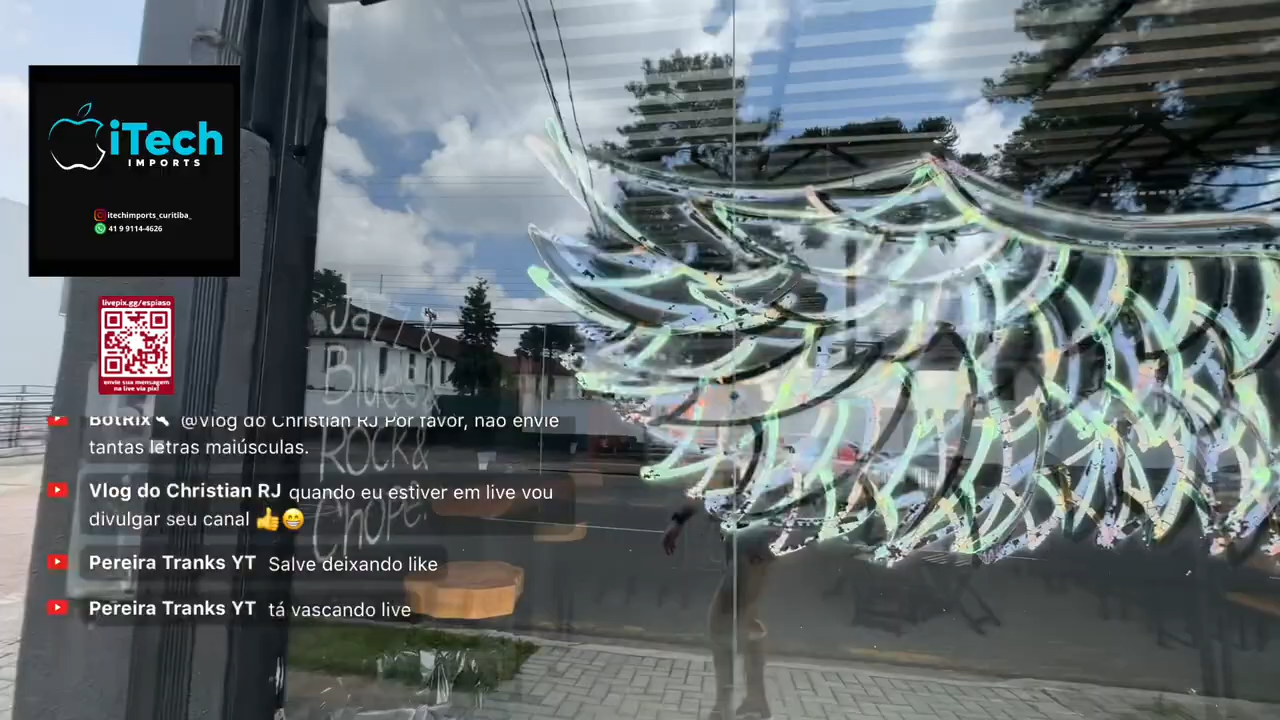 iTech
IMPORTS
itechimports_curitiba_
41 9 9114-4626
livepix.gg/espiaso
envie sua mensagem
na live via pix!
Jazz &
Blues
ROCK &
Chope!
BotRix 🔧 @Vlog do Christian RJ Por favor, não envie
tantas letras maiúsculas.
Vlog do Christian RJ quando eu estiver em live vou
divulgar seu canal 👍😁
Pereira Tranks YT Salve deixando like
Pereira Tranks YT tá vascando live